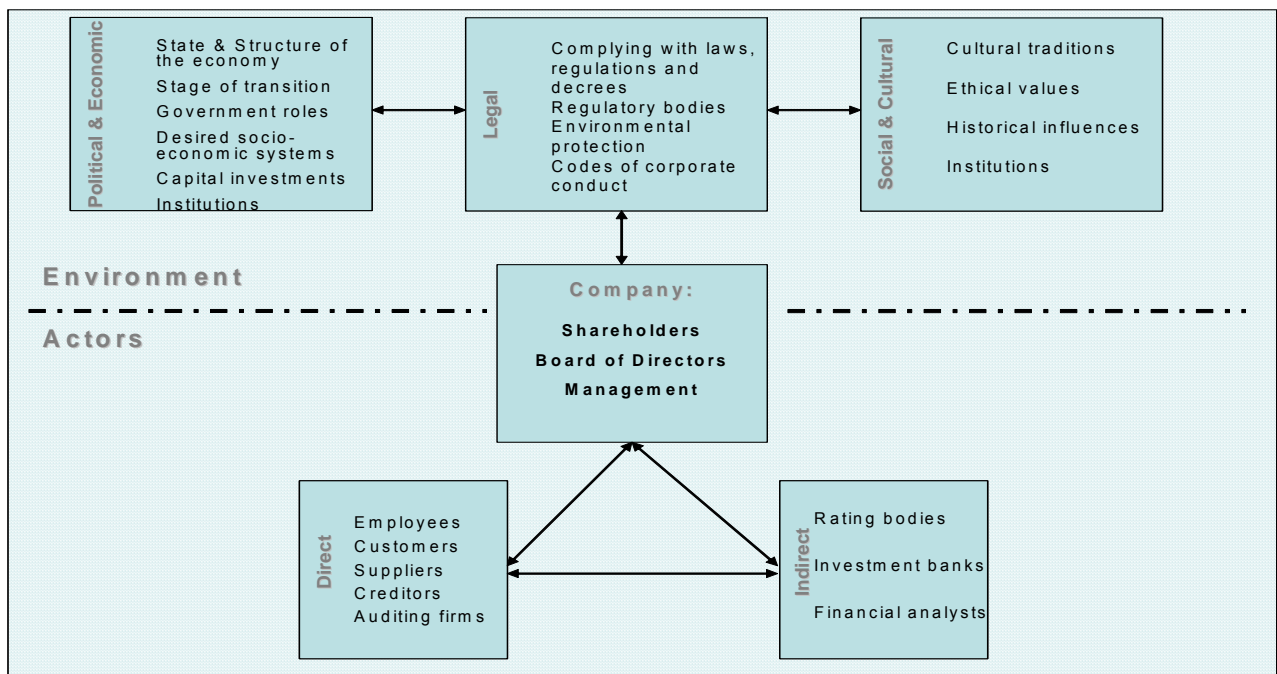 Political & Economic
State & Structure of
the economy
Stage of transition
Government roles
Desired socio-
economic systems
Capital investments
Institutions
Legal
Complying with laws,
regulations and
decrees
Regulatory bodies
Environmental
protection
Codes of corporate
conduct
Social & Cultural
Cultural traditions
Ethical values
Historical influences
Institutions
Environment
Actors
Company:
Shareholders
Board of Directors
Management
Direct
Employees
Customers
Suppliers
Creditors
Auditing firms
Indirect
Rating bodies
Investment banks
Financial analysts